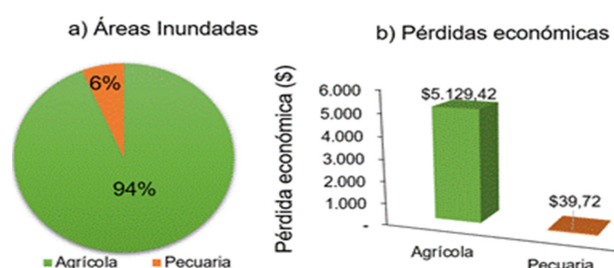 a) Áreas Inundadas
6%
94%
Agrícola
Pecuaria
b) Pérdidas económicas
Pérdida económica ($)
6.000
5.000
4.000
3.000
2.000
1.000
-
$5.129,42
$39,72
Agrícola
Pecuaria